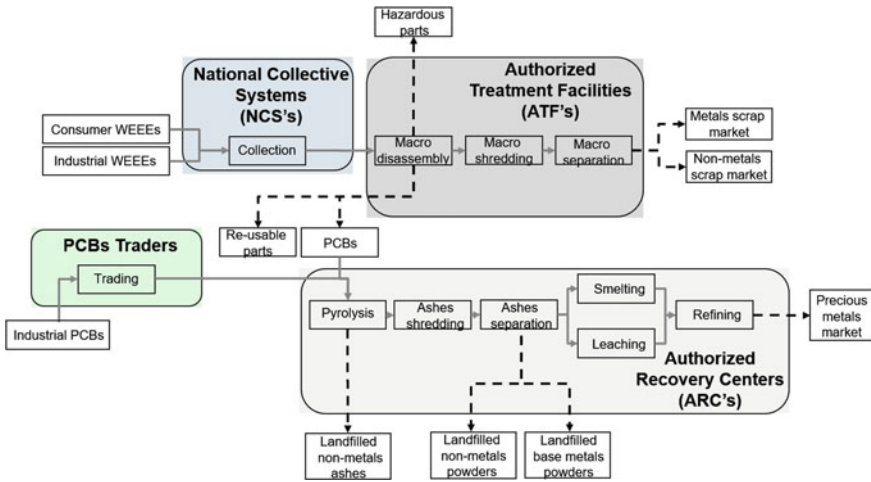 Hazardous
parts
National Collective
Systems
(NCS's)
Authorized
Treatment Facilities
(ATF's)
Consumer WEEEs
Industrial WEEEs
Collection
Macro
disassembly
Macro
shredding
Macro
separation
Metals scrap
market
Non-metals
scrap market
Re-usable
parts
PCBs
PCBs Traders
Trading
Industrial PCBs
Pyrolysis
Ashes
shredding
Ashes
separation
Smelting
Leaching
Refining
Precious
metals
market
Authorized
Recovery Centers
(ARC's)
Landfilled
non-metals
ashes
Landfilled
non-metals
powders
Landfilled
base metals
powders